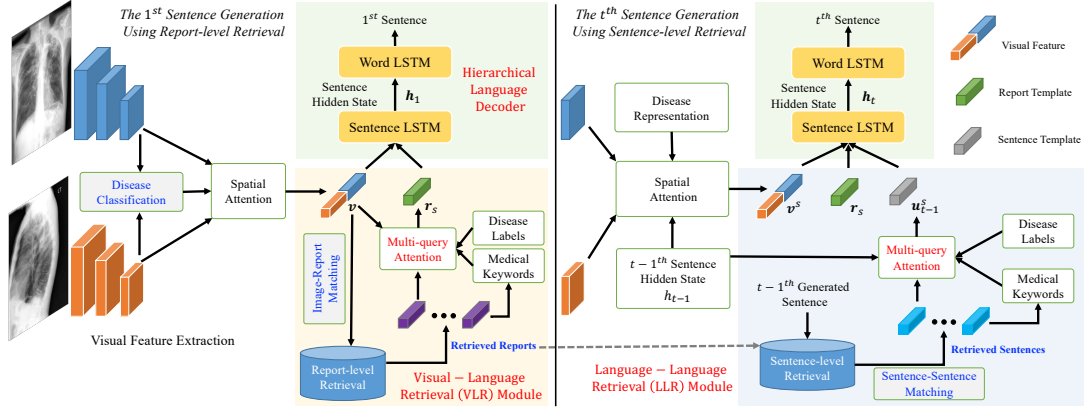 The 1st Sentence Generation
Using Report-level Retrieval
1st Sentence
Word LSTM
Sentence
Hidden State
h1
Hierarchical
Language
Decoder
Sentence LSTM
Disease
Classification
Spatial
Attention
v
rs
Disease
Labels
Multi-query
Attention
Medical
Keywords
Image-Report
Matching
Visual Feature Extraction
Retrieved Reports
Report-level
Retrieval
Visual – Language
Retrieval (VLR) Module
The tth Sentence Generation
Using Sentence-level Retrieval
tth Sentence
Word LSTM
Sentence
Hidden State
ht
Sentence LSTM
Disease
Representation
Spatial
Attention
vs
rs
ust−1
Disease
Labels
Multi-query
Attention
Medical
Keywords
t − 1th Sentence
Hidden State
ht−1
t − 1th Generated
Sentence
Retrieved Sentences
Sentence-level
Retrieval
Sentence-Sentence
Matching
Language – Language
Retrieval (LLR) Module
Visual Feature
Report Template
Sentence Template